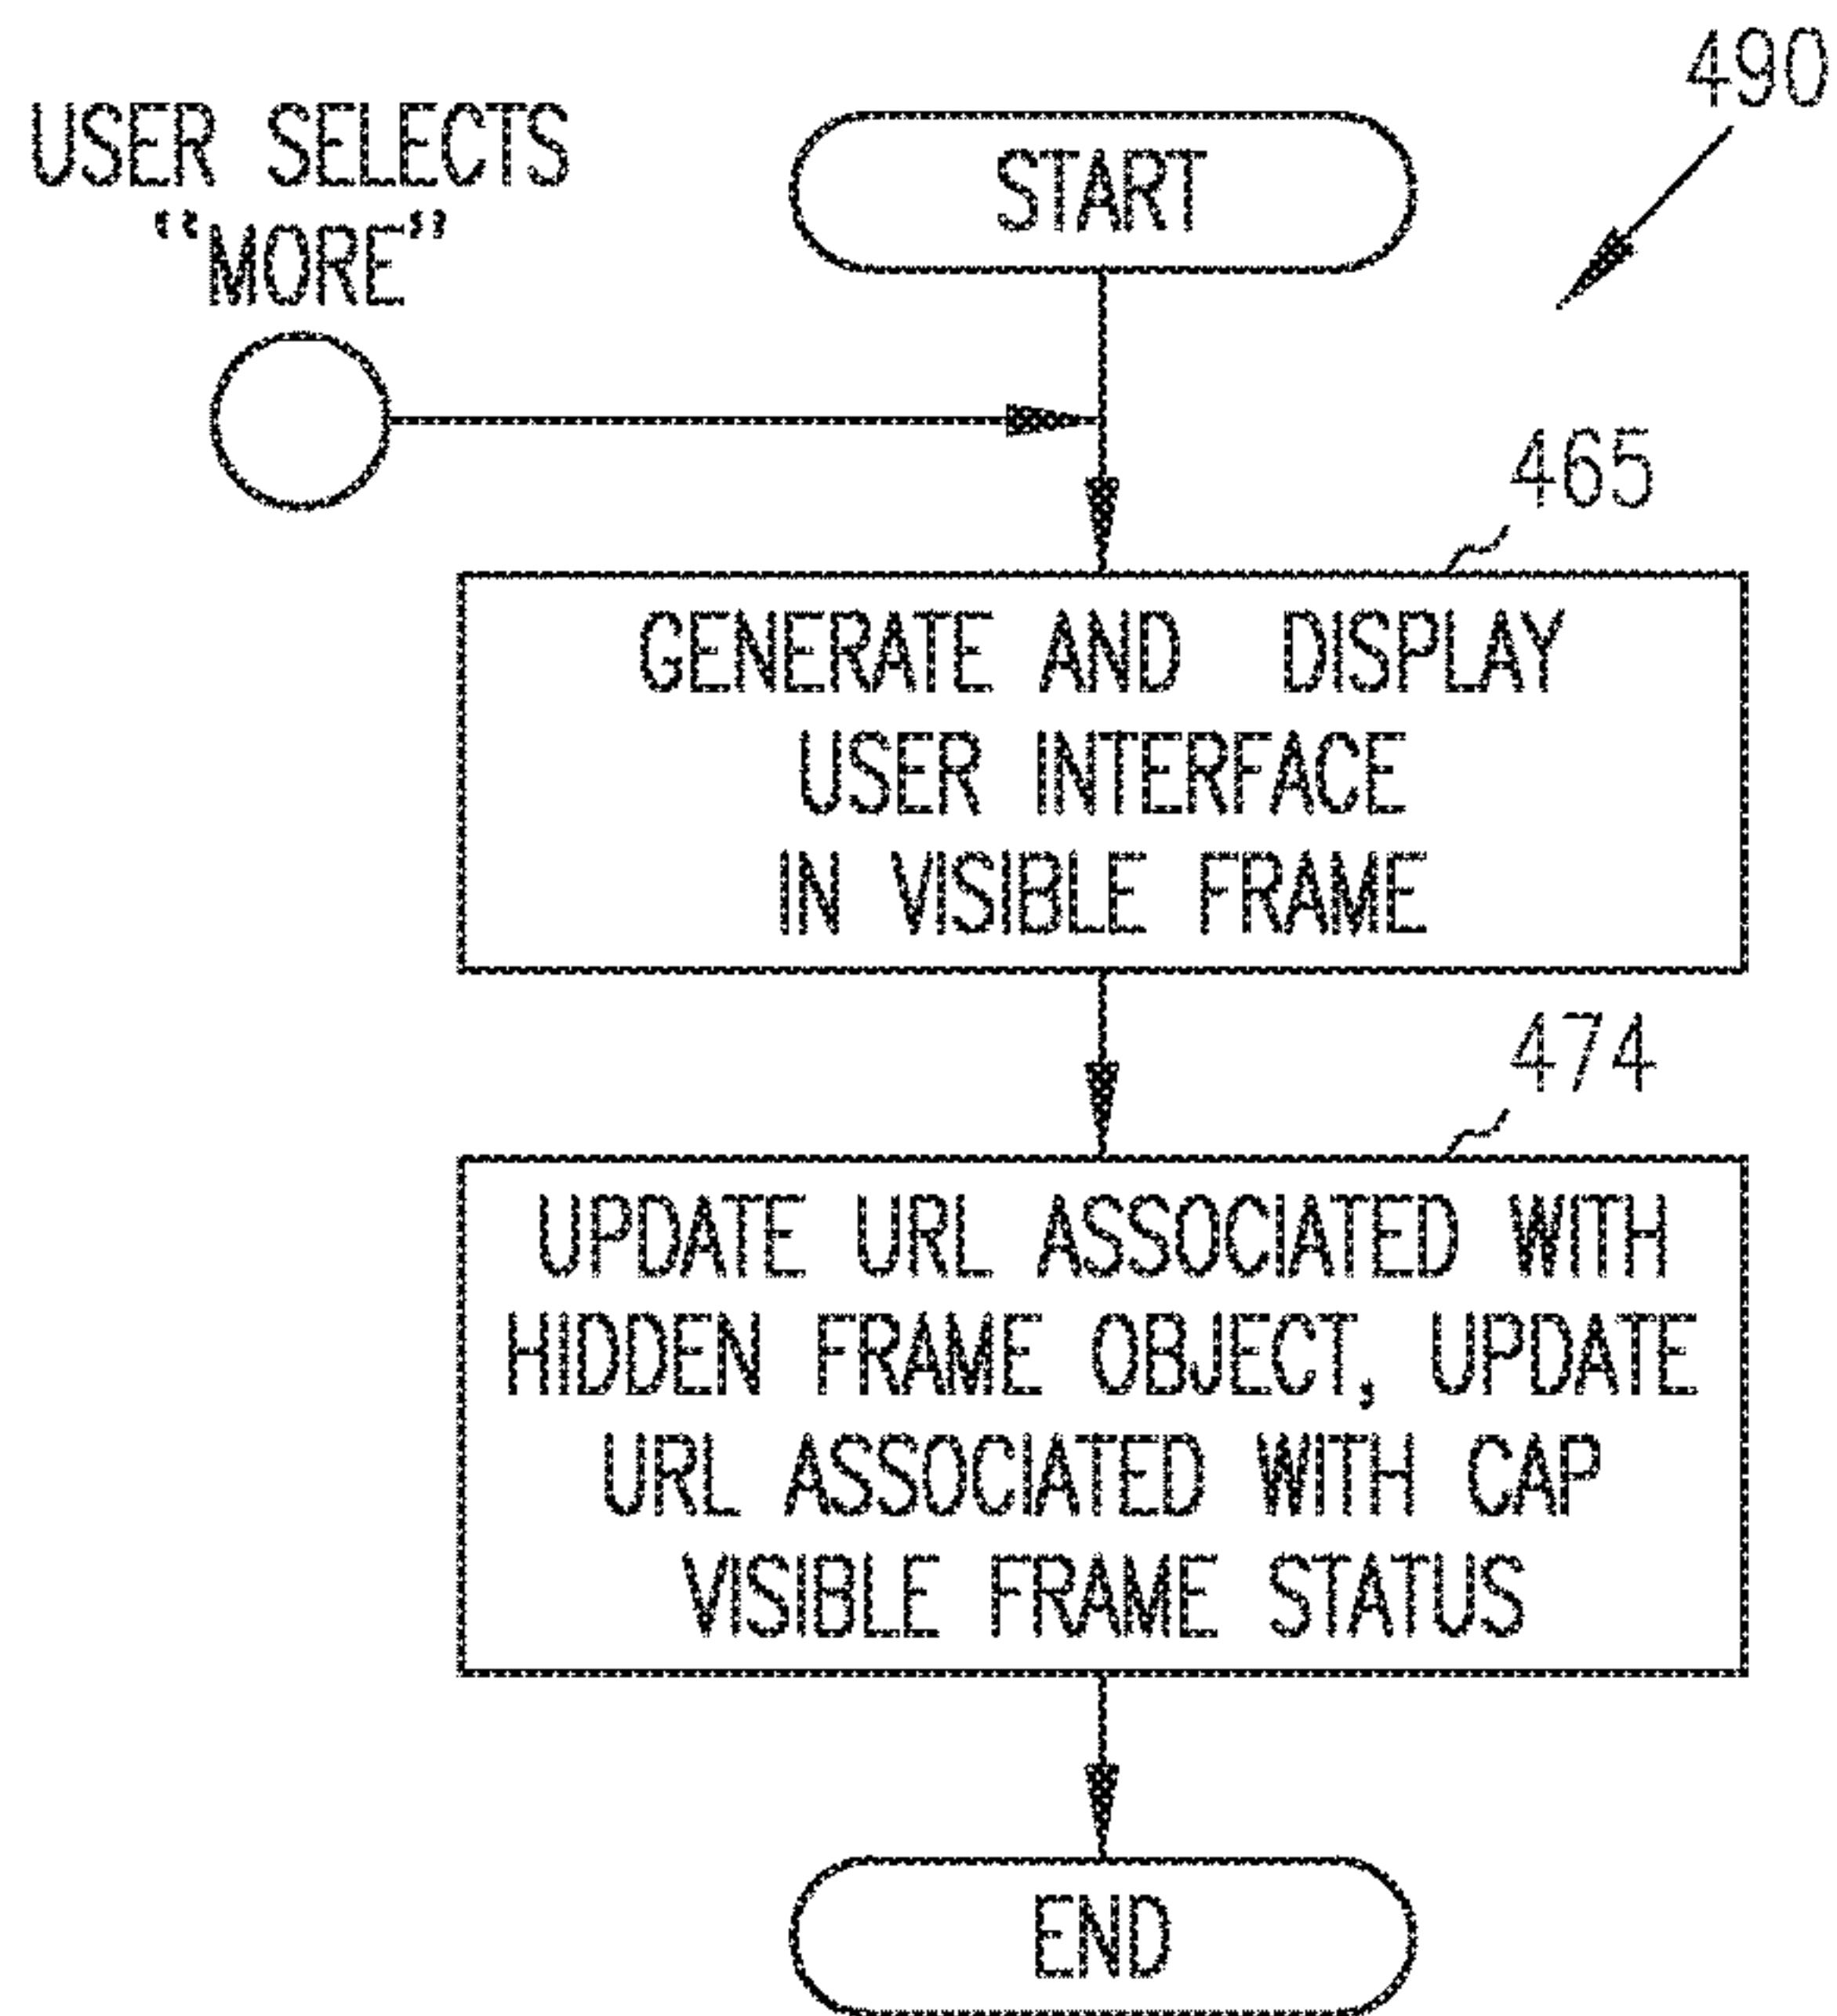 490
USER SELECTS
"MORE"
START
465
GENERATE AND DISPLAY
USER INTERFACE
IN VISIBLE FRAME
474
UPDATE URL ASSOCIATED WITH
HIDDEN FRAME OBJECT, UPDATE
URL ASSOCIATED WITH CAP
VISIBLE FRAME STATUS
END